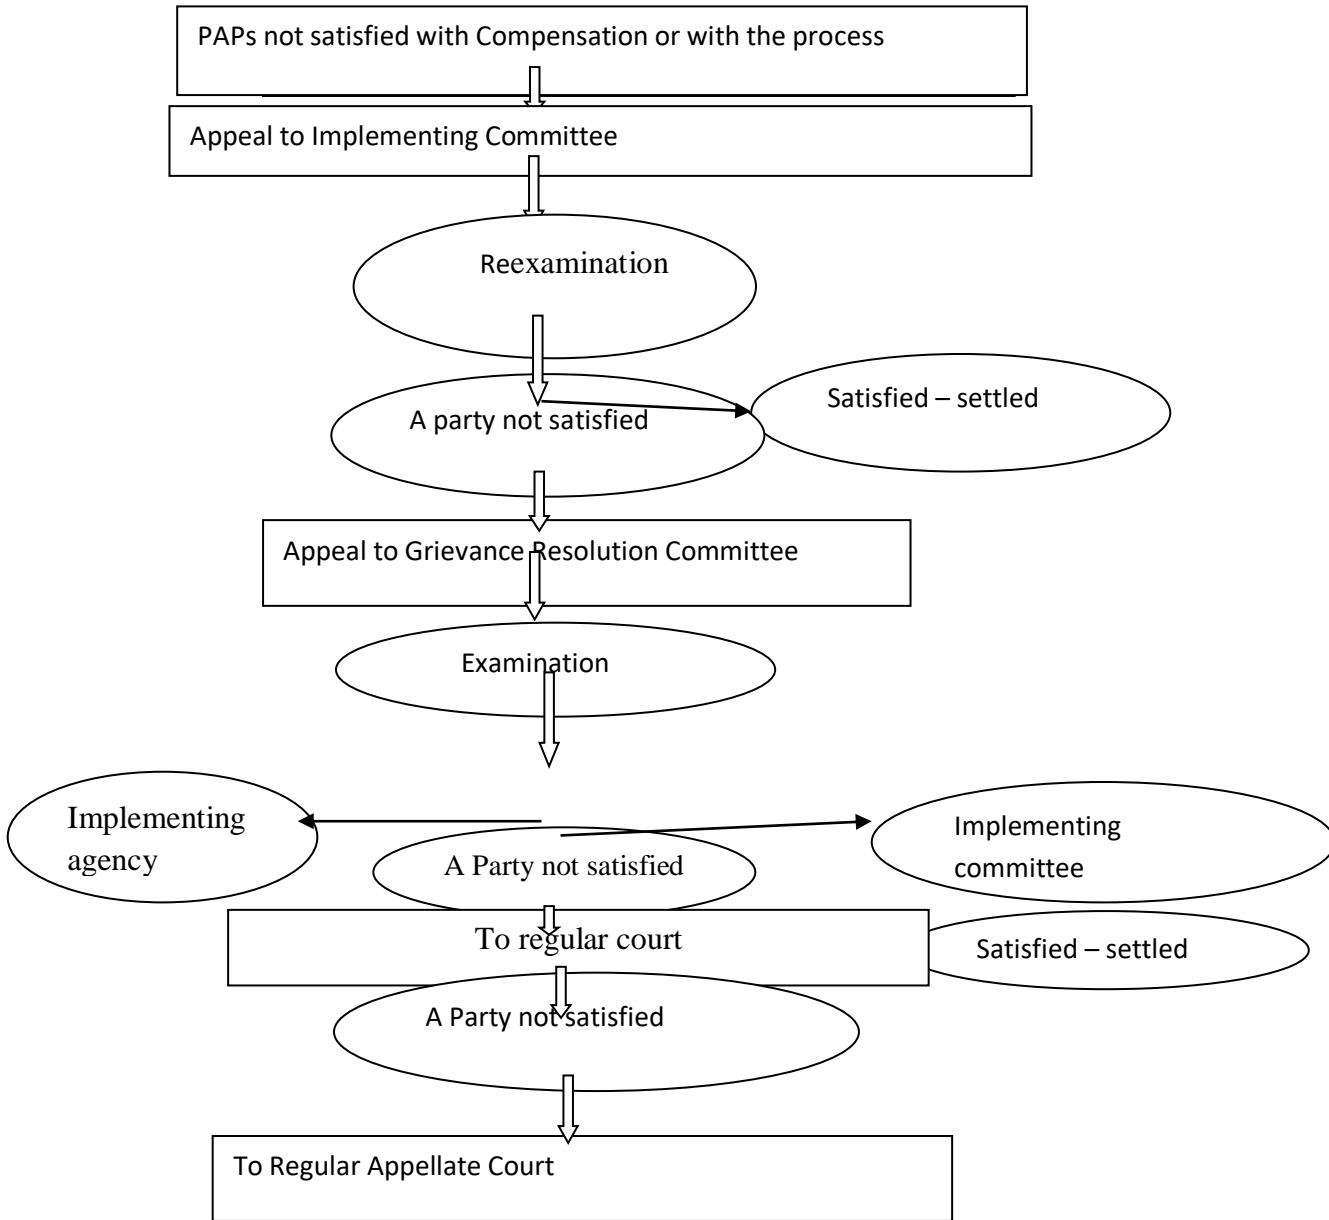 PAPs not satisfied with Compensation or with the process
Appeal to Implementing Committee
Reexamination
Satisfied – settled
A party not satisfied
Appeal to Grievance Resolution Committee
Examination
Implementing
agency
Implementing
committee
A Party not satisfied
To regular court
Satisfied – settled
A Party not satisfied
To Regular Appellate Court